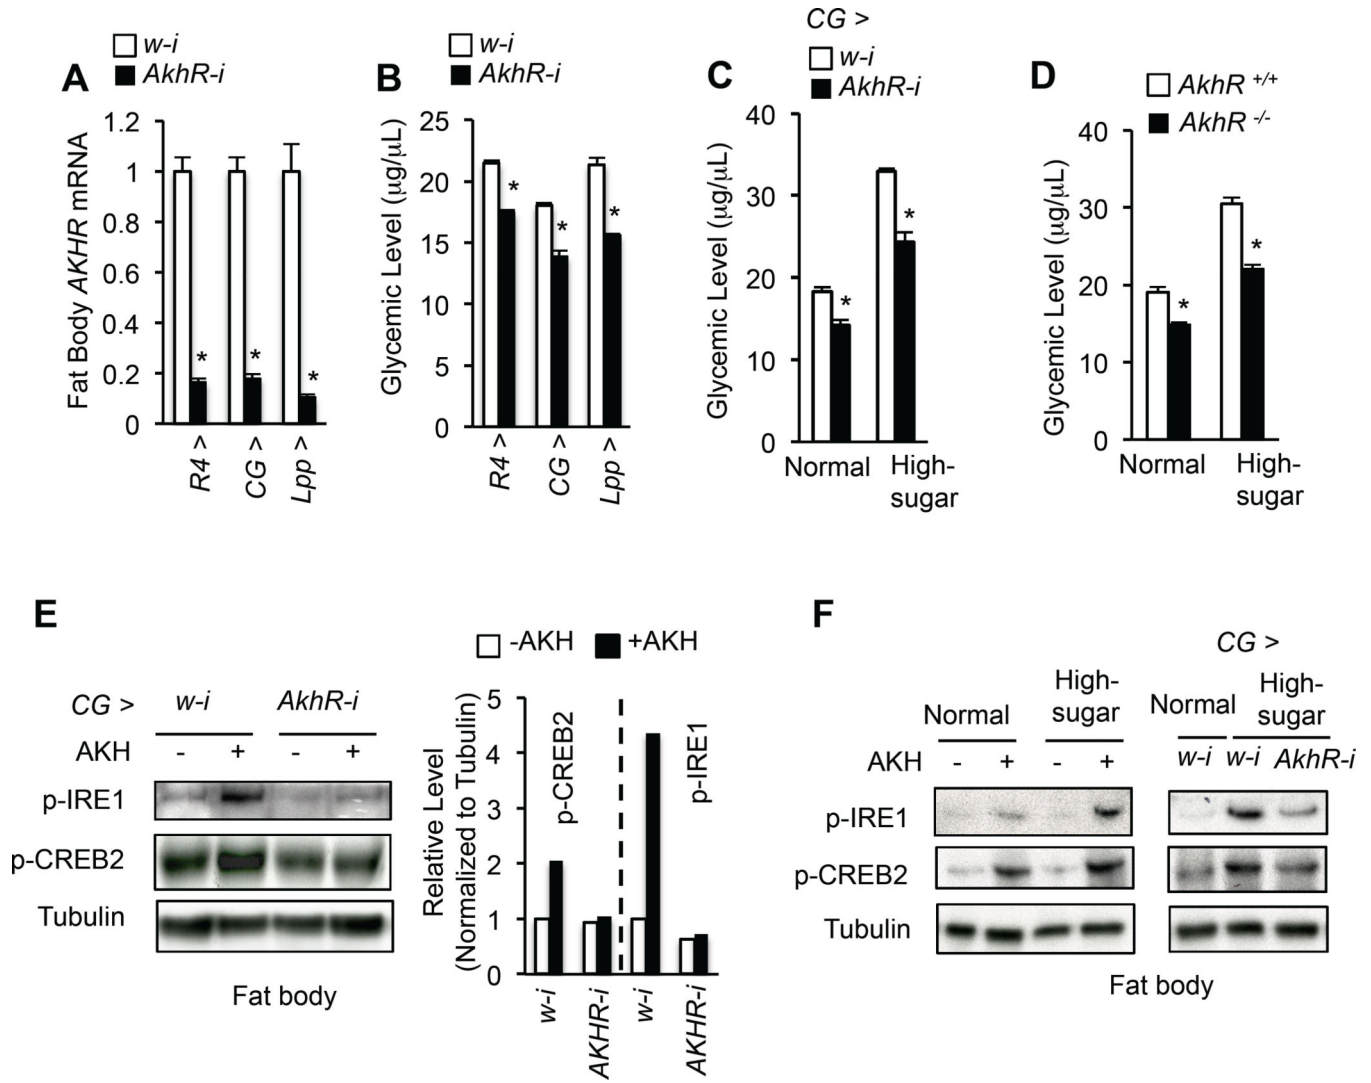 A
w-i
AkhR-i
Fat Body AKHR mRNA
1.2
1
0.8
0.6
0.4
0.2
0
*
*
*
R4 >
CG >
Lpp >
B
w-i
AkhR-i
Glycemic Level (µg/µL)
25
20
15
10
5
0
*
*
*
R4 >
CG >
Lpp >
C
CG >
w-i
AkhR-i
Glycemic Level (µg/µL)
40
30
20
10
0
*
*
Normal
High-
sugar
D
AkhR +/+
AkhR -/-
Glycemic Level (µg/µL)
40
30
20
10
0
*
*
Normal
High-
sugar
E
CG >
w-i
AkhR-i
AKH
- + - +
p-IRE1
p-CREB2
Tubulin
Fat body
-AKH
+AKH
Relative Level
(Normalized to Tubulin)
5
4
3
2
1
0
p-CREB2
p-IRE1
w-i
AKHR-i
w-i
AKHR-i
F
Normal
High-
sugar
AKH
- + - +
p-IRE1
p-CREB2
Tubulin
CG >
Normal
High-
sugar
w-i w-i AkhR-i
Fat body